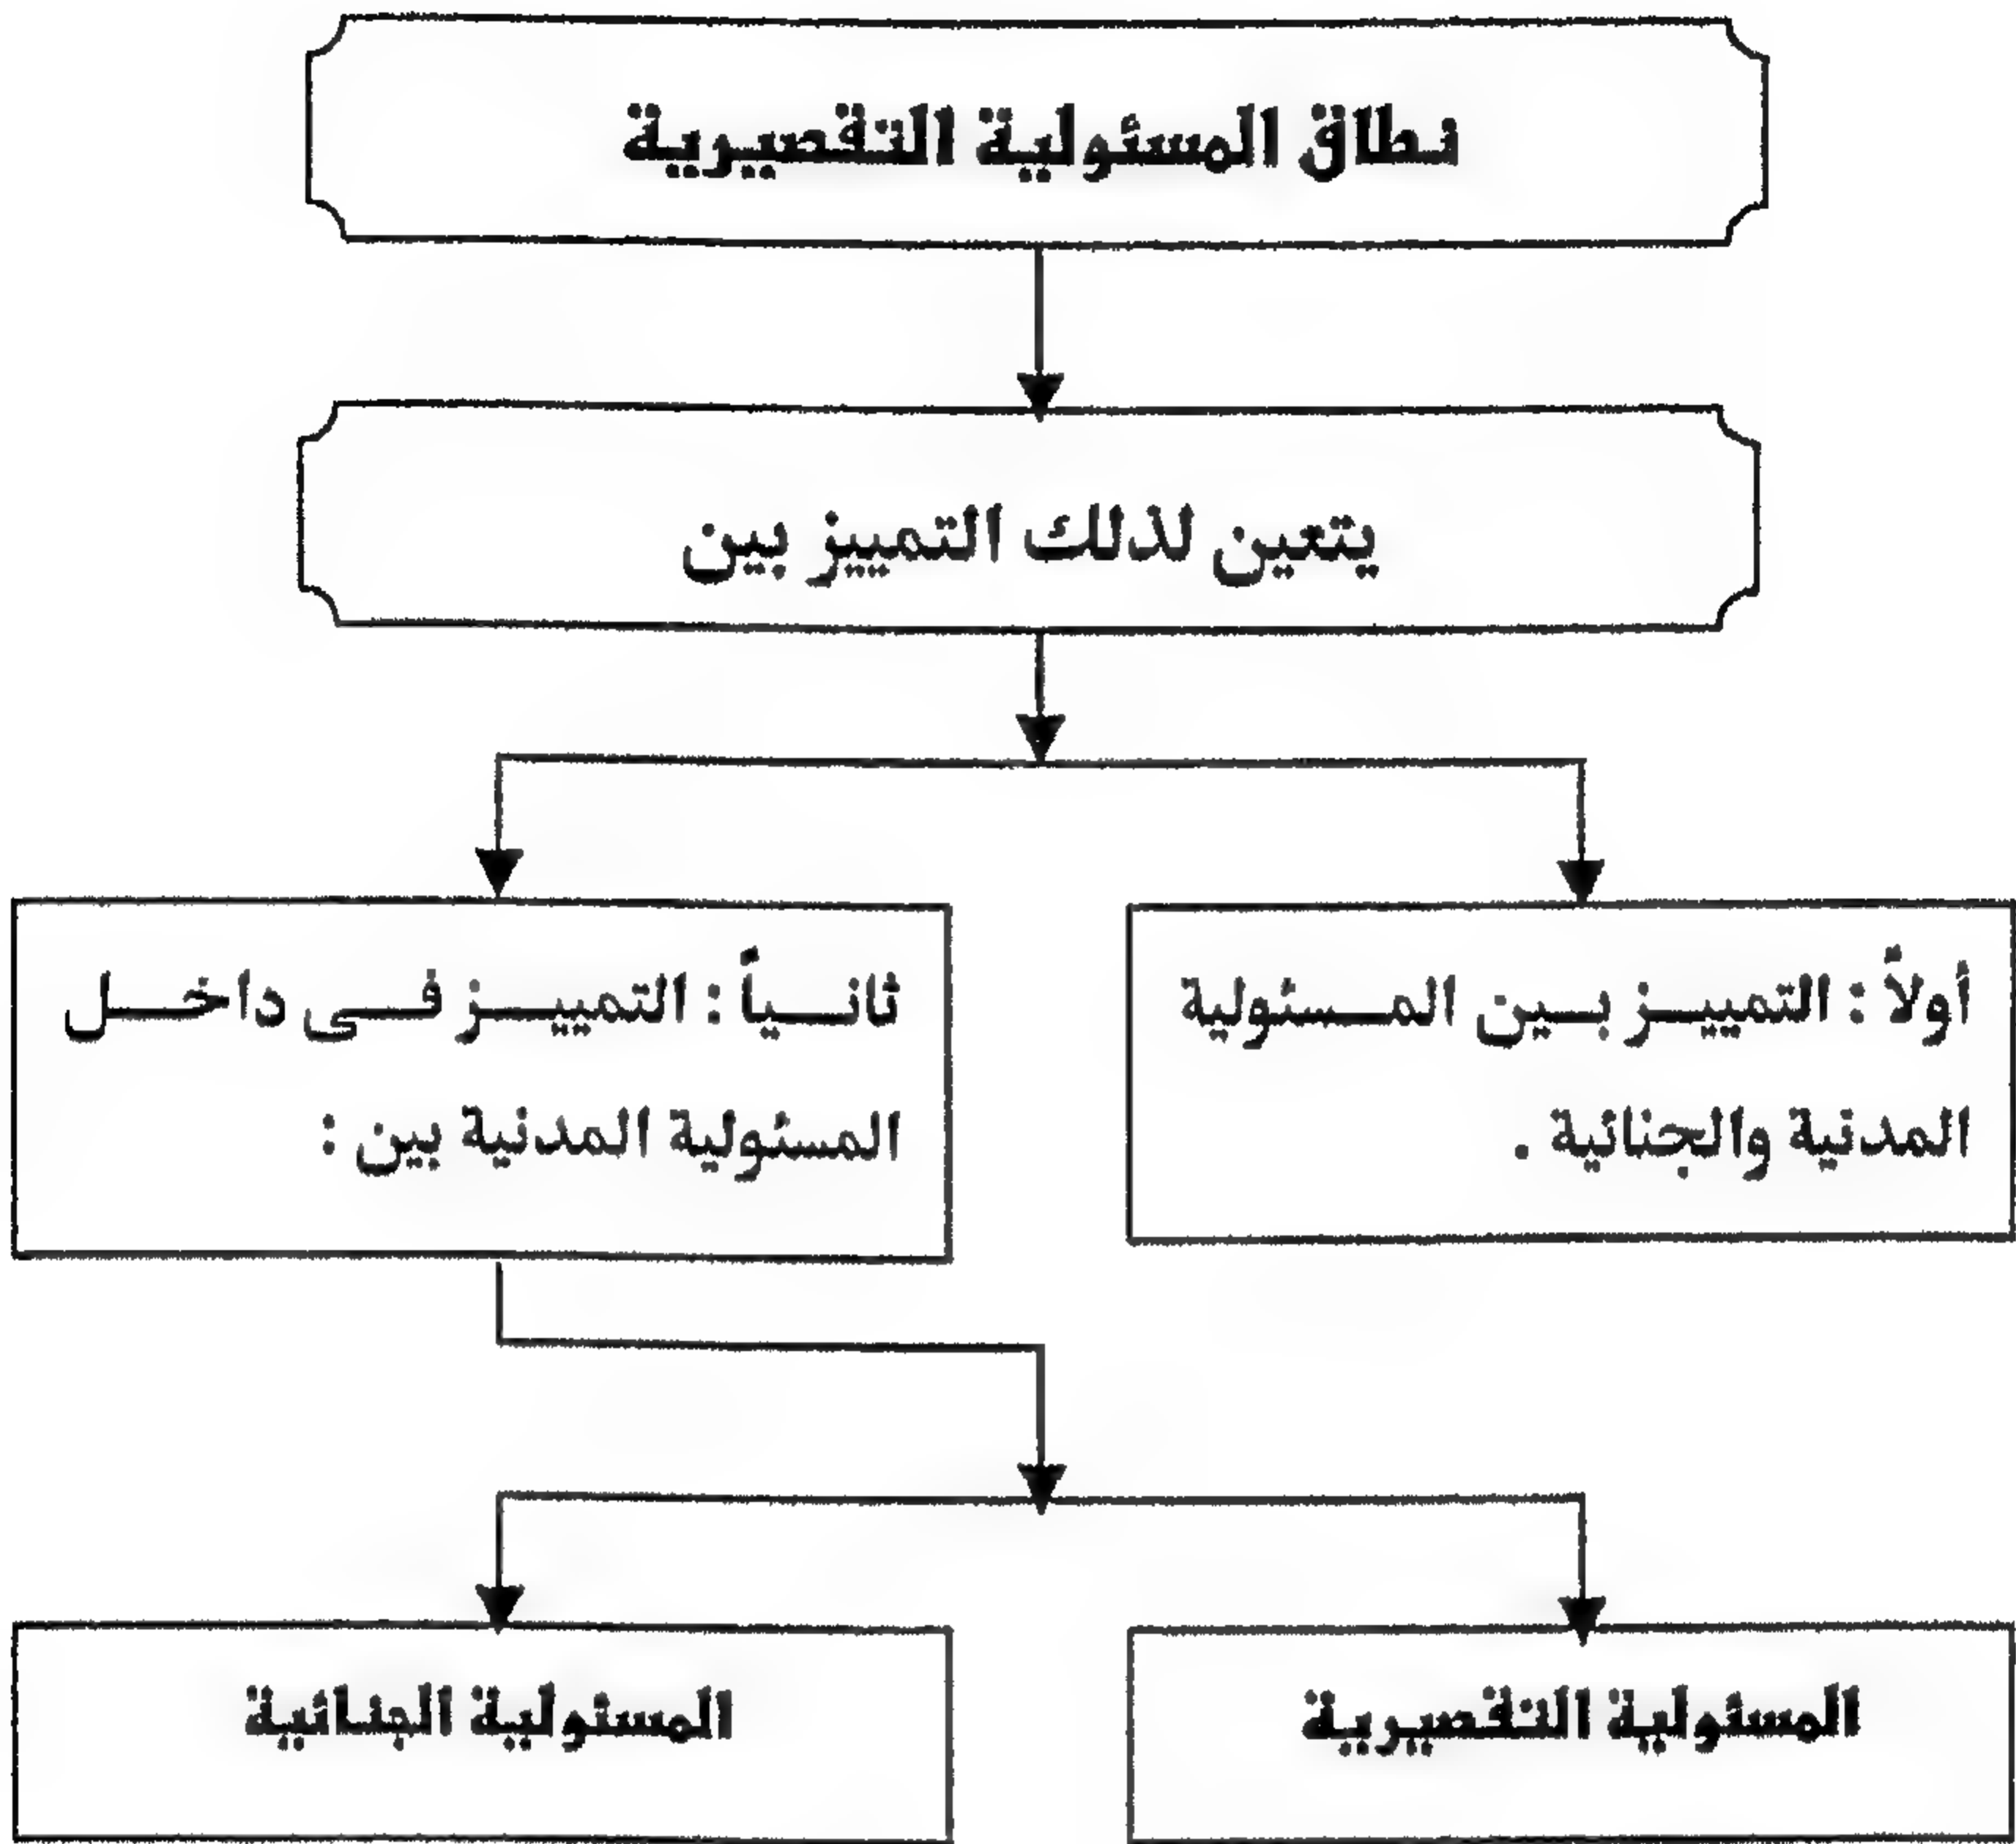 نطاق المسئولية التقصيرية
يتعين لذلك التمييز بين
أولاً : التمييز بين المسئولية
المدنية والجنائية .
ثانياً : التمييز فى داخل
المسئولية المدنية بين :
المسئولية التقصيرية
المسئولية الجنائية